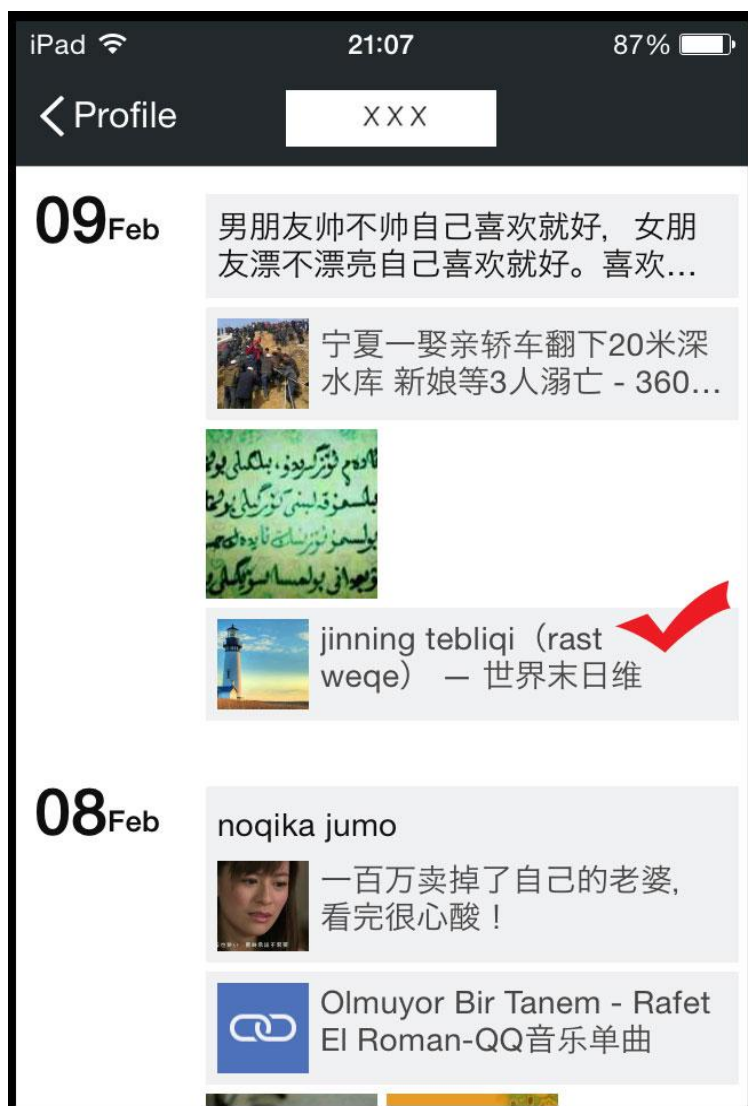 iPad 21:07 87%
Profile XXX
09Feb
男朋友帅不帅自己喜欢就好，女朋
友漂不漂亮自己喜欢就好。喜欢...
宁夏一娶亲轿车翻下20米深
水库 新娘等3人溺亡 - 360...
jinning tebliqi（rast
weqe） — 世界末日维
08Feb
noqika jumo
一百万卖掉了自己的老婆，
看完很心酸！
Olmuyor Bir Tanem - Rafet
El Roman-QQ音乐单曲